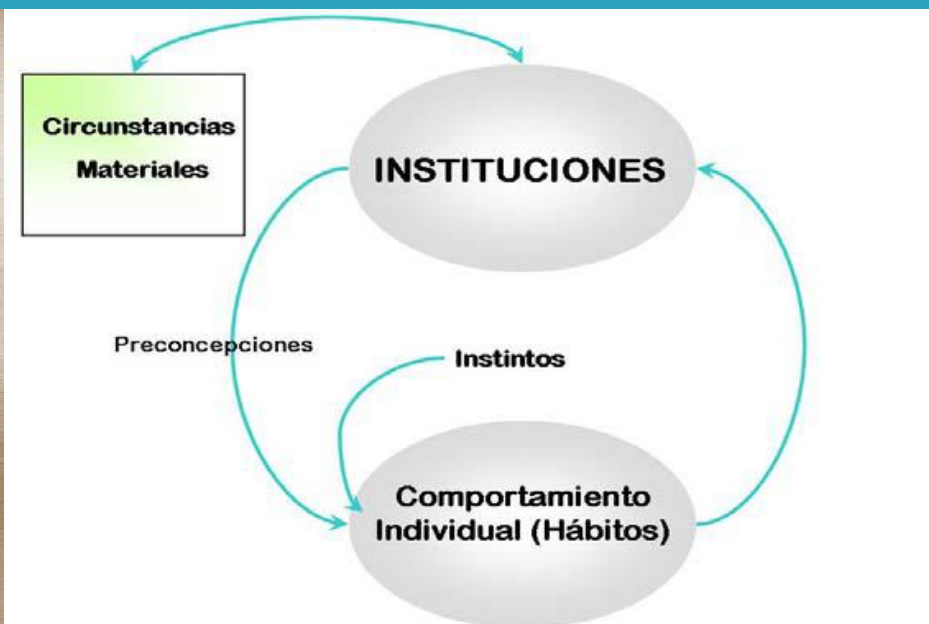 Circunstancias
Materiales
INSTITUCIONES
Preconcepciones
Instintos
Comportamiento
Individual (Hábitos)